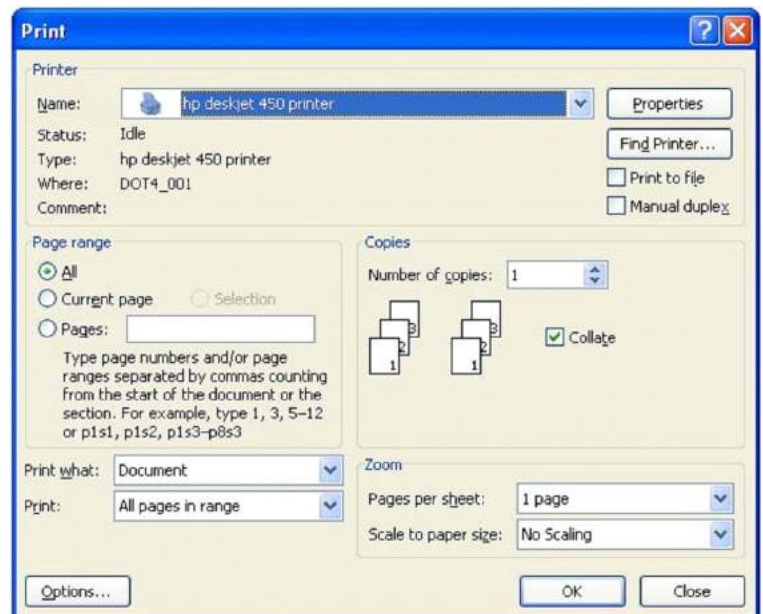 Print
?
Printer
Name: hp deskjet 450 printer
Properties
Status: Idle
Find Printer...
Type: hp deskjet 450 printer
Where: DOT4_001
Print to file
Comment:
Manual duplex
Page range
All
Current page Selection
Pages:
Type page numbers and/or page
ranges separated by commas counting
from the start of the document or the
section. For example, type 1, 3, 5–12
or p1s1, p1s2, p1s3–p8s3
Copies
Number of copies: 1
3 3
2 2
1 1
Collate
Print what: Document
Print: All pages in range
Zoom
Pages per sheet: 1 page
Scale to paper size: No Scaling
Options...
OK Close